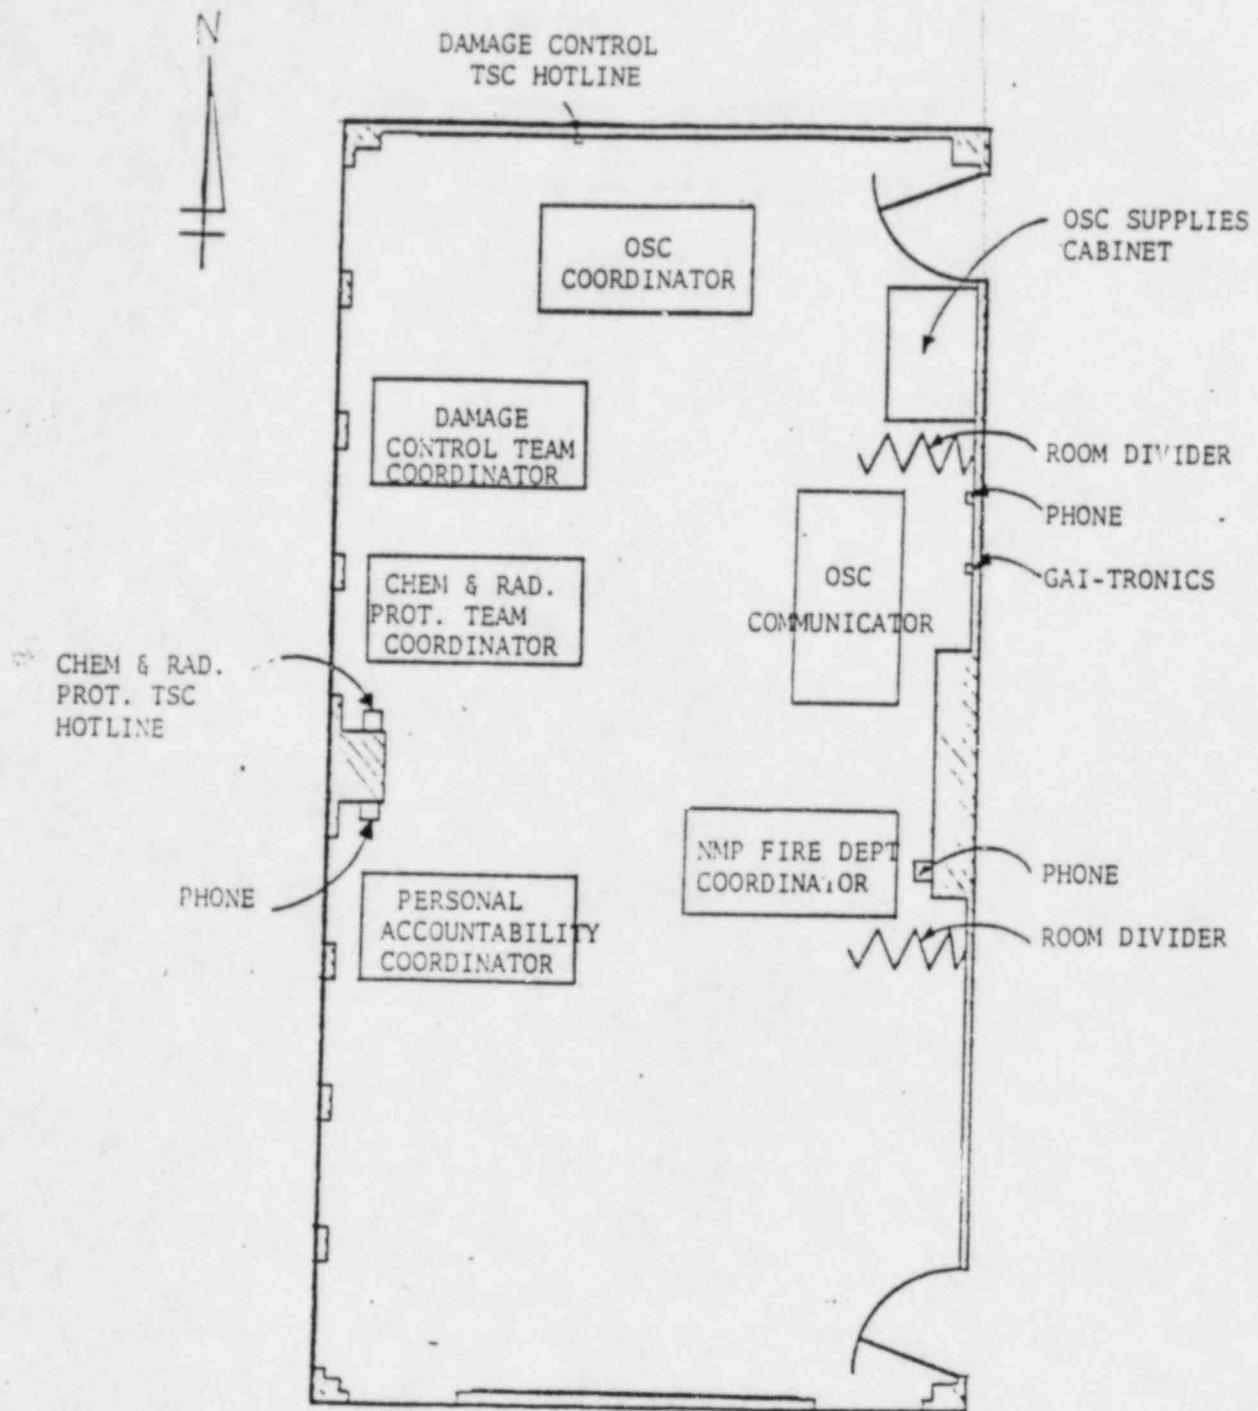 N
DAMAGE CONTROL
TSC HOTLINE
OSC
COORDINATOR
OSC SUPPLIES
CABINET
DAMAGE
CONTROL TEAM
COORDINATOR
ROOM DIVIDER
PHONE
CHEM & RAD.
PROT. TEAM
COORDINATOR
OSC
COMMUNICATOR
GAI-TRONICS
CHEM & RAD.
PROT. TSC
HOTLINE
NMP FIRE DEPT
COORDINATOR
PHONE
PHONE
PERSONAL
ACCOUNTABILITY
COORDINATOR
ROOM DIVIDER